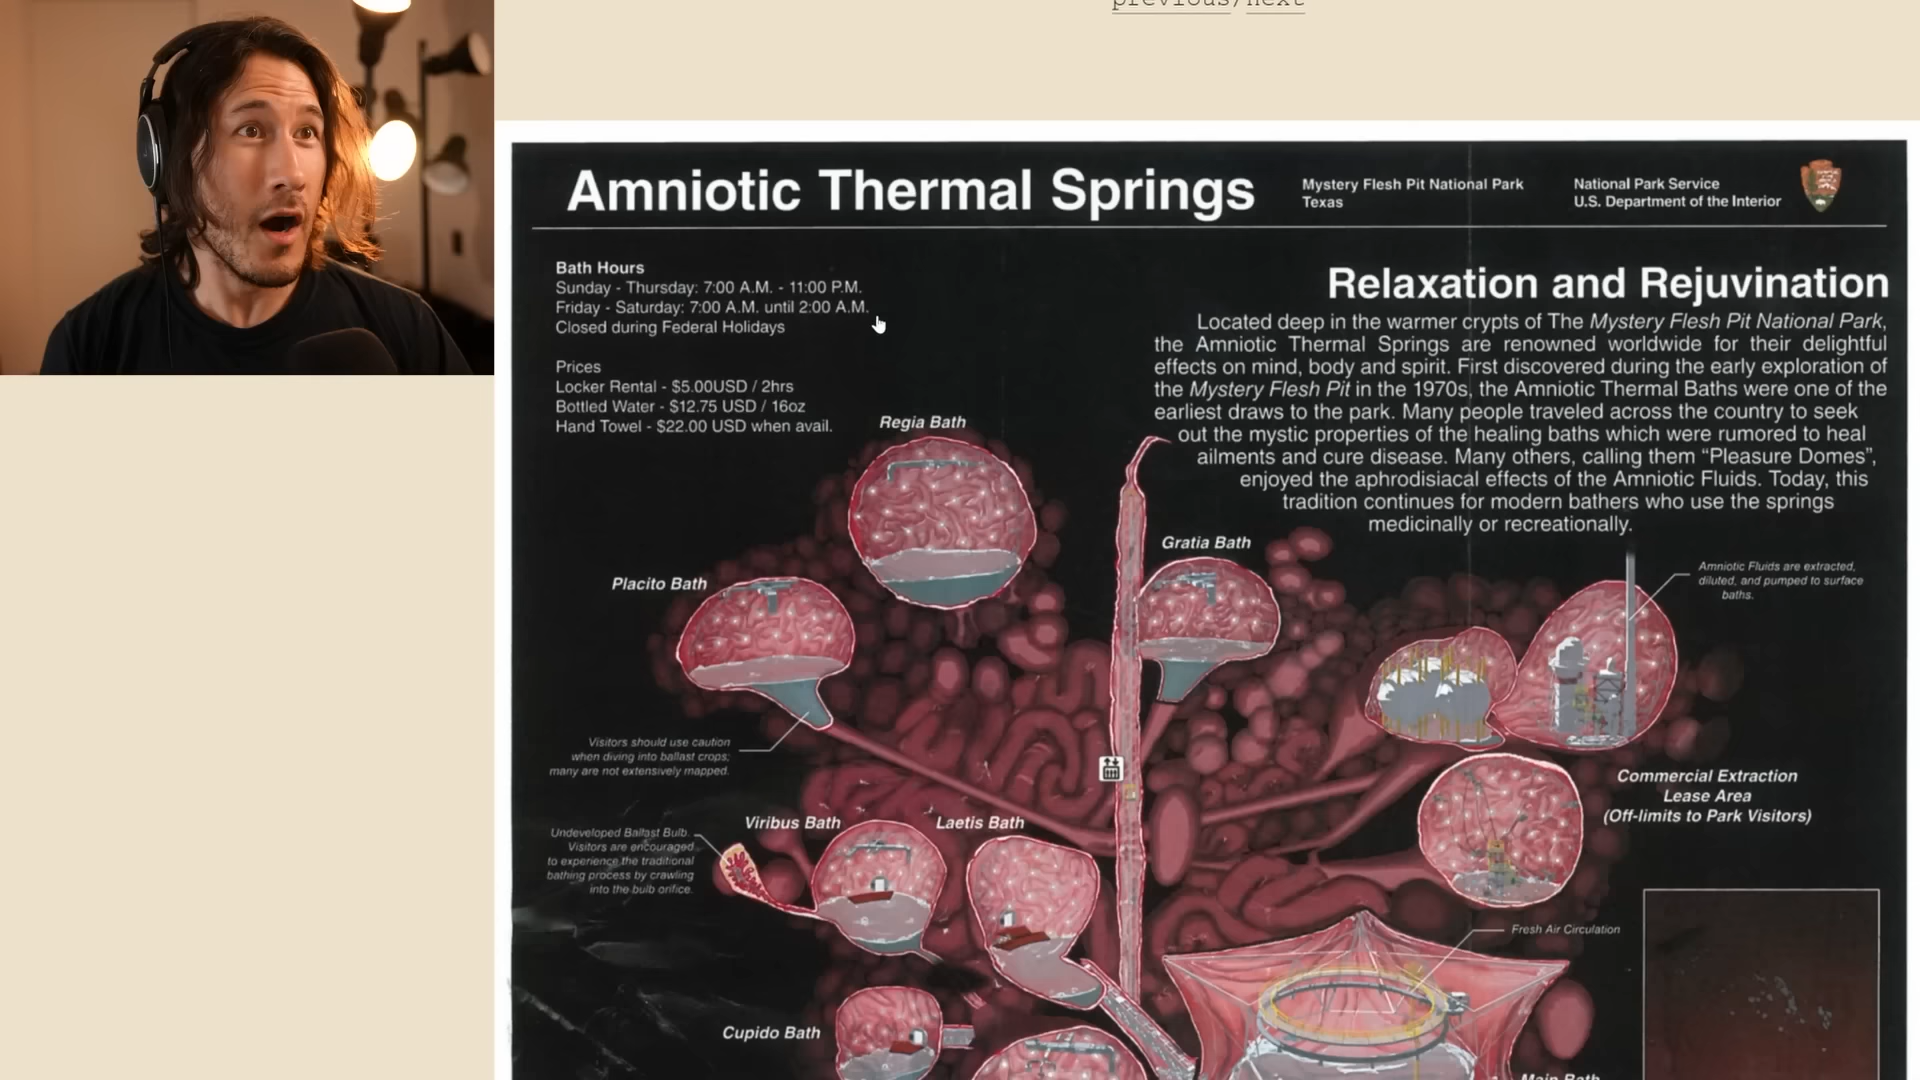 previous/next
Amniotic Thermal Springs
Mystery Flesh Pit National Park
Texas
National Park Service
U.S. Department of the Interior
Bath Hours
Sunday - Thursday: 7:00 A.M. - 11:00 P.M.
Friday - Saturday: 7:00 A.M. until 2:00 A.M.
Closed during Federal Holidays
Prices
Locker Rental - $5.00USD / 2hrs
Bottled Water - $12.75 USD / 16oz
Hand Towel - $22.00 USD when avail.
Relaxation and Rejuvination
Located deep in the warmer crypts of The Mystery Flesh Pit National Park,
the Amniotic Thermal Springs are renowned worldwide for their delightful
effects on mind, body and spirit. First discovered during the early exploration of
the Mystery Flesh Pit in the 1970s, the Amniotic Thermal Baths were one of the
earliest draws to the park. Many people traveled across the country to seek
out the mystic properties of the healing baths which were rumored to heal
ailments and cure disease. Many others, calling them “Pleasure Domes”,
enjoyed the aphrodisiacal effects of the Amniotic Fluids. Today, this
tradition continues for modern bathers who use the springs
medicinally or recreationally.
Regia Bath
Gratia Bath
Placito Bath
Amniotic Fluids are extracted,
diluted, and pumped to surface
baths.
Visitors should use caution
when diving into ballast crops;
many are not extensively mapped.
Commercial Extraction
Lease Area
(Off-limits to Park Visitors)
Viribus Bath
Laetis Bath
Undeveloped Ballast Bulb.
Visitors are encouraged
to experience the traditional
bathing process by crawling
into the bulb orifice.
Fresh Air Circulation
Cupido Bath
Main Bath